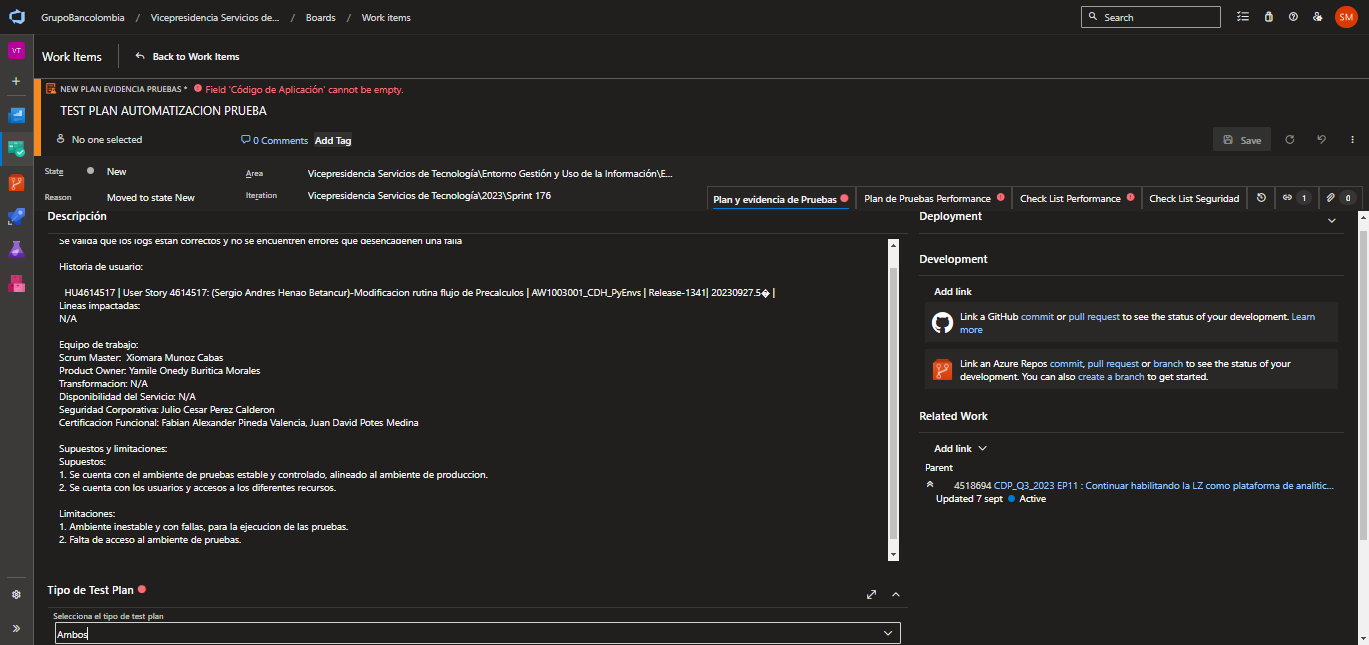 GrupoBancolombia / Vicepresidencia Servicios de... / Boards / Work items
Search
SM
VT
Work Items
Back to Work Items
NEW PLAN EVIDENCIA PRUEBAS *
Field 'Código de Aplicación' cannot be empty.
TEST PLAN AUTOMATIZACION PRUEBA
No one selected
0 Comments
Add Tag
Save
State
New
Area
Vicepresidencia Servicios de Tecnología\Entorno Gestión y Uso de la Información\E...
Reason
Moved to state New
Iteration
Vicepresidencia Servicios de Tecnología\2023\Sprint 176
Plan y evidencia de Pruebas
Plan de Pruebas Performance
Check List Performance
Check List Seguridad
1
0
Descripción
Se valida que los logs estan correctos y no se encuentren errores que desencadenen una falla
Historia de usuario:
HU4614517 | User Story 4614517: (Sergio Andres Henao Betancur)-Modificacion rutina flujo de Precalculos | AW1003001_CDH_PyEnvs | Release-1341| 20230927.5� |
Lineas impactadas:
N/A
Equipo de trabajo:
Scrum Master: Xiomara Munoz Cabas
Product Owner: Yamile Onedy Buritica Morales
Transformacion: N/A
Disponibilidad del Servicio: N/A
Seguridad Corporativa: Julio Cesar Perez Calderon
Certificacion Funcional: Fabian Alexander Pineda Valencia, Juan David Potes Medina
Supuestos y limitaciones:
Supuestos:
1. Se cuenta con el ambiente de pruebas estable y controlado, alineado al ambiente de produccion.
2. Se cuenta con los usuarios y accesos a los diferentes recursos.
Limitaciones:
1. Ambiente inestable y con fallas, para la ejecucion de las pruebas.
2. Falta de acceso al ambiente de pruebas.
Tipo de Test Plan
Selecciona el tipo de test plan
Ambos
Deployment
Development
Add link
Link a GitHub commit or pull request to see the status of your development. Learn
more
Link an Azure Repos commit, pull request or branch to see the status of your
development. You can also create a branch to get started.
Related Work
Add link
Parent
4518694 CDP_Q3_2023 EP11 : Continuar habilitando la LZ como plataforma de analitic...
Updated 7 sept
Active